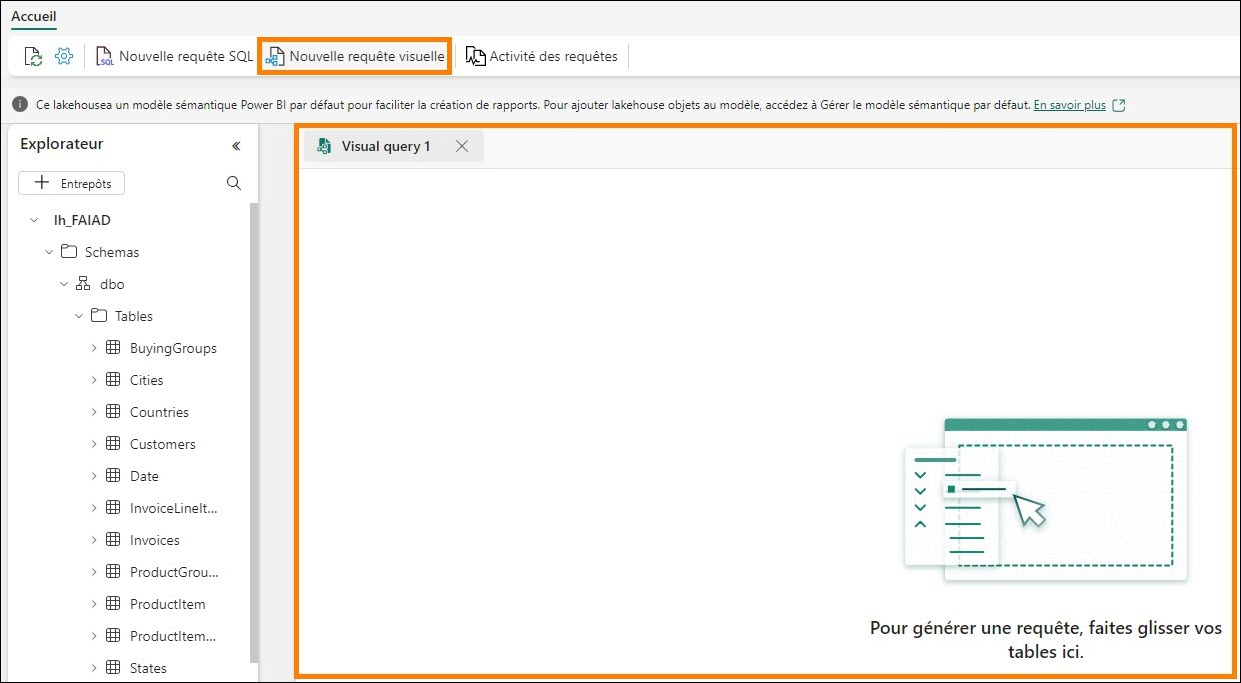 Accueil
Nouvelle requête SQL Nouvelle requête visuelle Activité des requêtes
Ce lakehousea un modèle sémantique Power BI par défaut pour faciliter la création de rapports. Pour ajouter lakehouse objets au modèle, accédez à Gérer le modèle sémantique par défaut. En savoir plus
Explorateur
Visual query 1
Entrepôts
lh_FAIAD
Schemas
dbo
Tables
BuyingGroups
Cities
Countries
Customers
Date
InvoiceLineIt...
Invoices
ProductGrou...
ProductItem
ProductItem...
States
Pour générer une requête, faites glisser vos
tables ici.